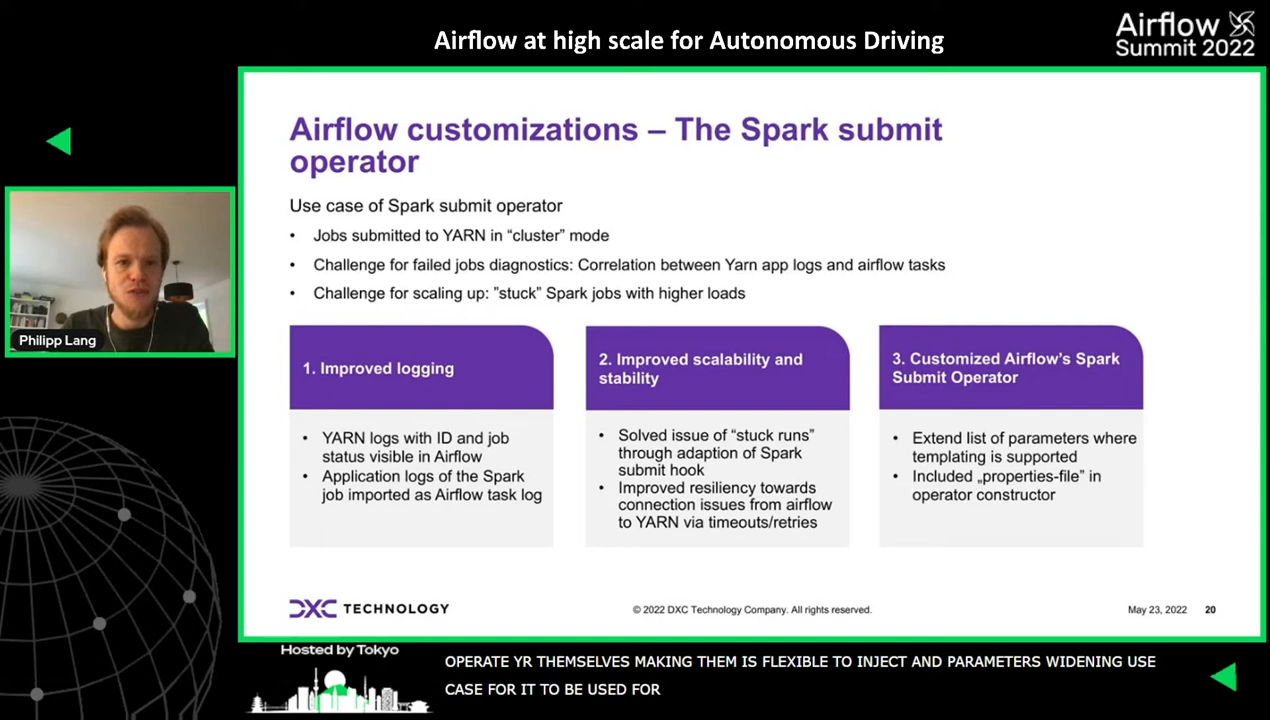 Airflow at high scale for Autonomous Driving
Airflow
Summit 2022
Airflow customizations – The Spark submit
operator
Use case of Spark submit operator
• Jobs submitted to YARN in “cluster” mode
• Challenge for failed jobs diagnostics: Correlation between Yarn app logs and airflow tasks
• Challenge for scaling up: ”stuck” Spark jobs with higher loads
Philipp Lang
1. Improved logging
• YARN logs with ID and job
status visible in Airflow
• Application logs of the Spark
job imported as Airflow task log
2. Improved scalability and
stability
• Solved issue of “stuck runs”
through adaption of Spark
submit hook
• Improved resiliency towards
connection issues from airflow
to YARN via timeouts/retries
3. Customized Airflow’s Spark
Submit Operator
• Extend list of parameters where
templating is supported
• Included „properties-file” in
operator constructor
DXC TECHNOLOGY
© 2022 DXC Technology Company. All rights reserved.
May 23, 2022 20
Hosted by Tokyo
OPERATE YR THEMSELVES MAKING THEM IS FLEXIBLE TO INJECT AND PARAMETERS WIDENING USE
CASE FOR IT TO BE USED FOR